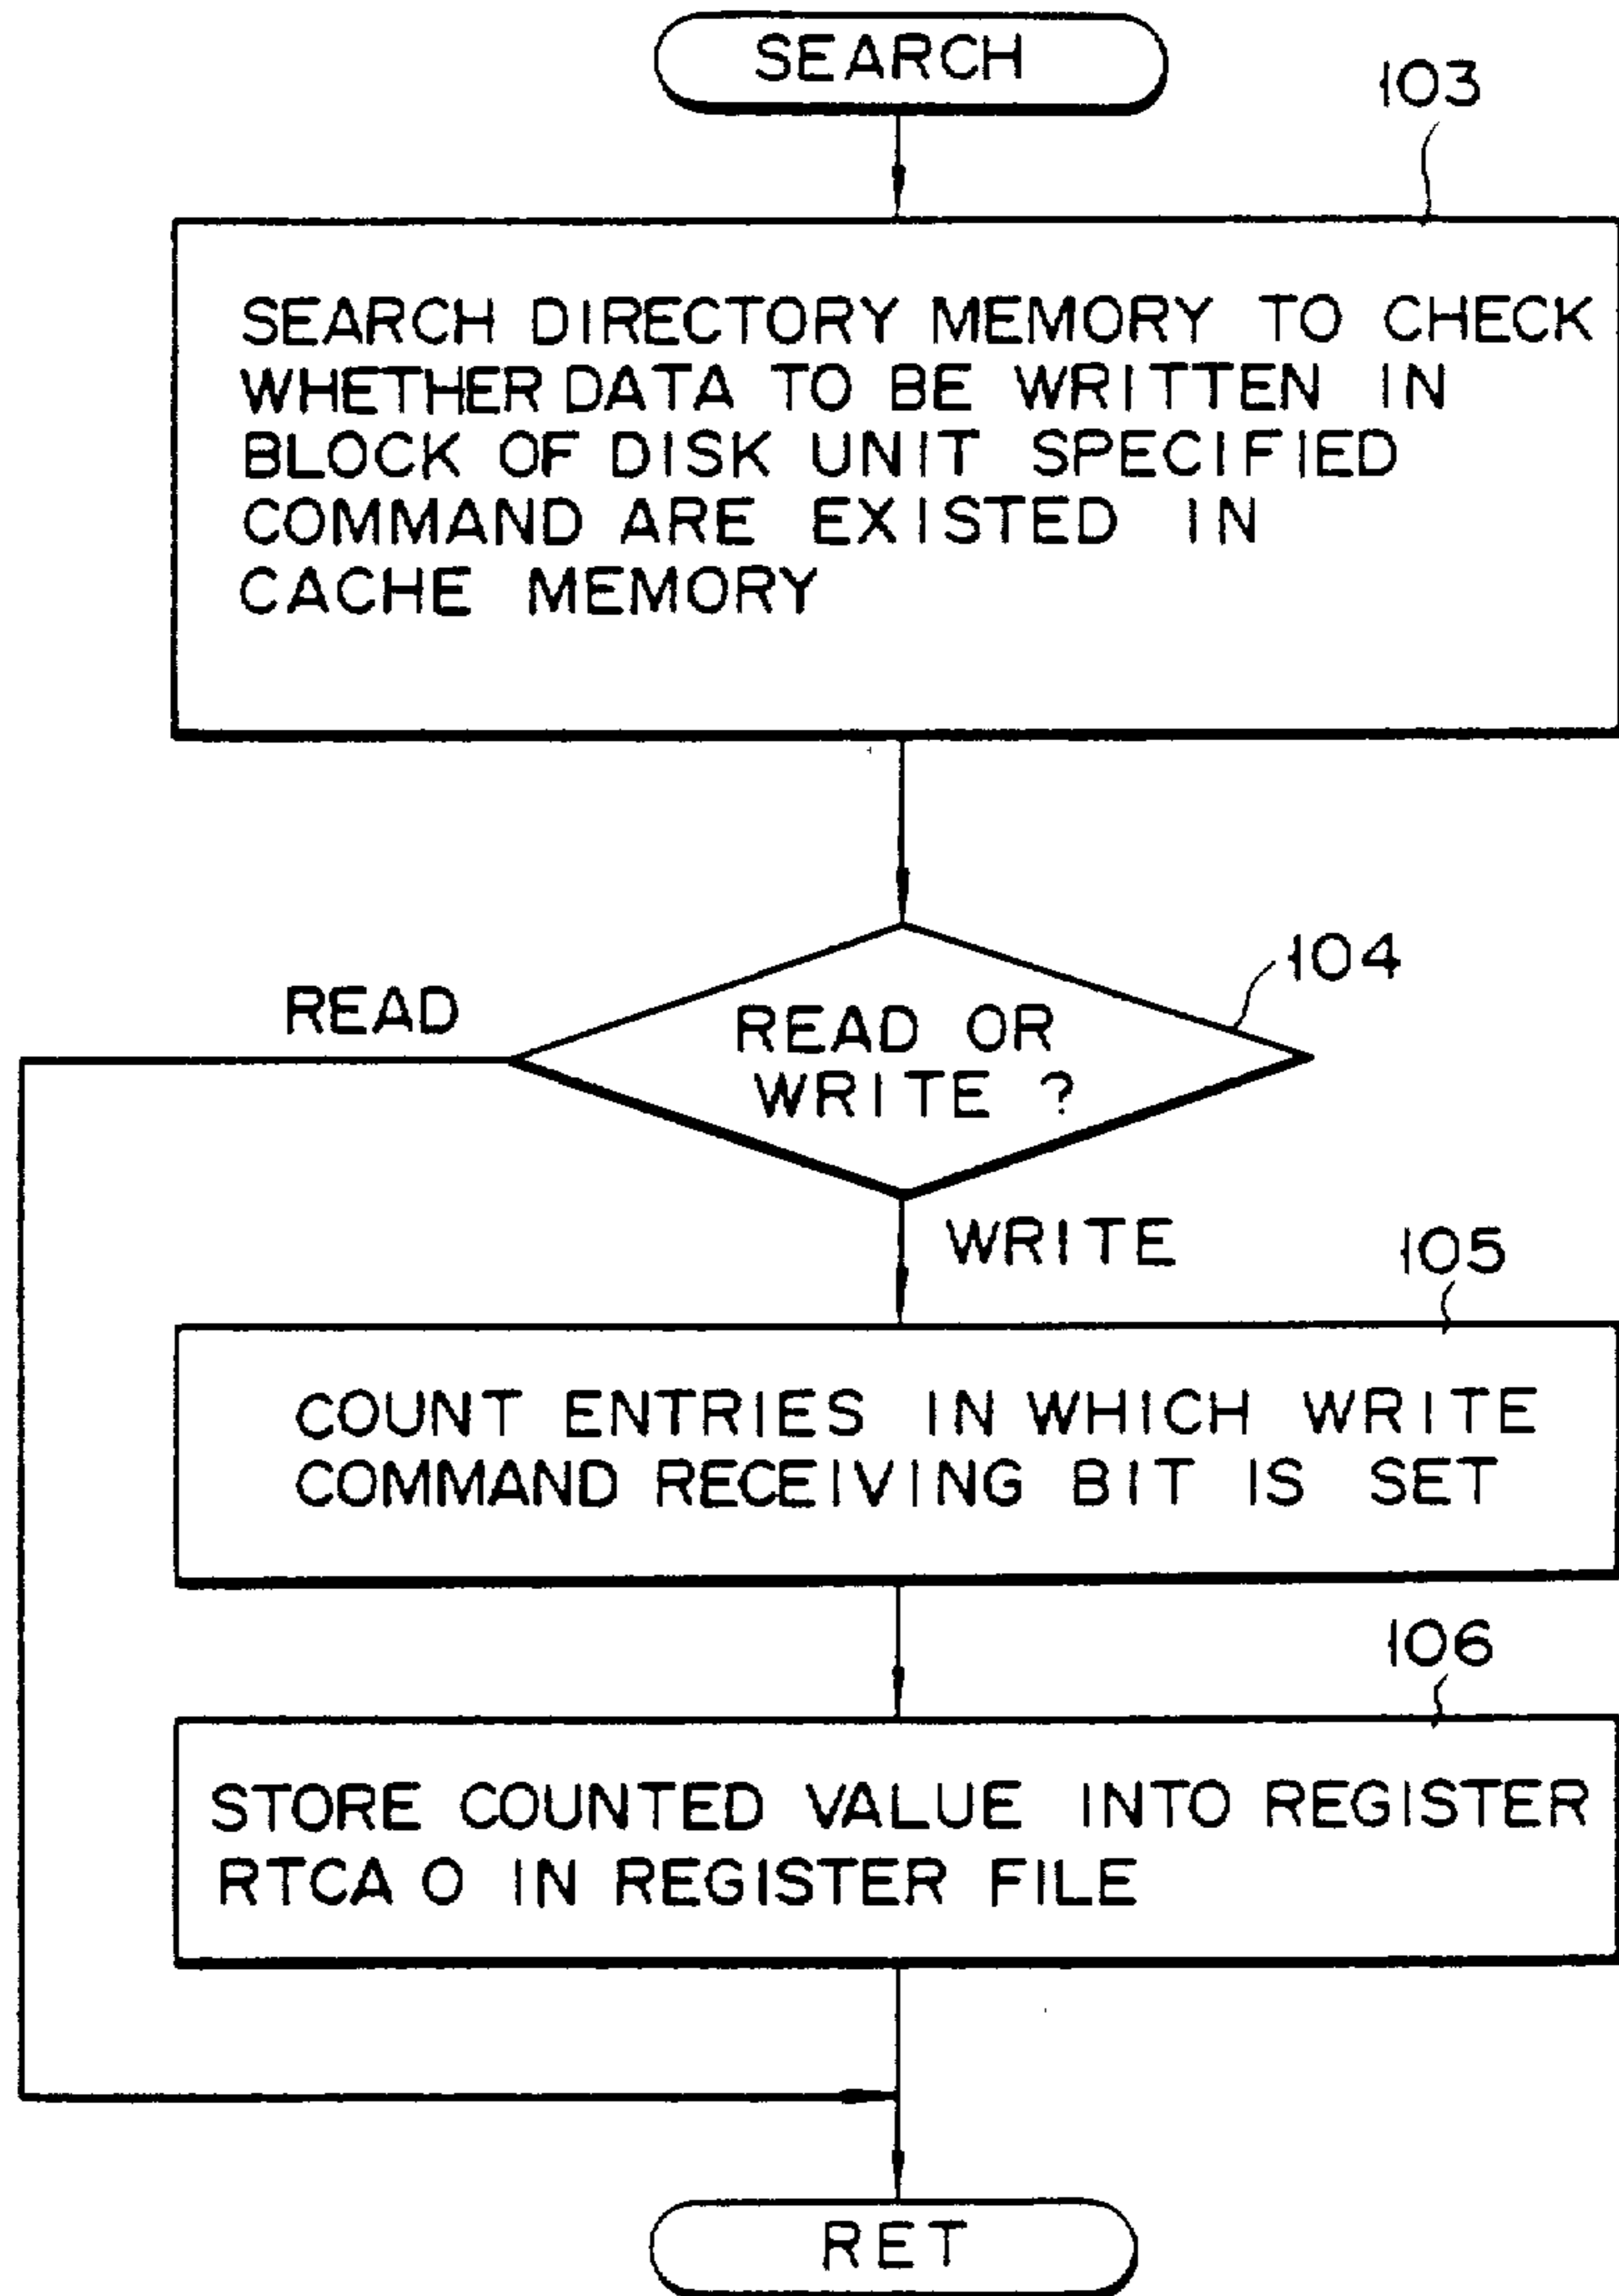 SEARCH
103
SEARCH DIRECTORY MEMORY TO CHECK
WHETHER DATA TO BE WRITTEN IN
BLOCK OF DISK UNIT SPECIFIED
COMMAND ARE EXISTED IN
CACHE MEMORY
104
READ
READ OR
WRITE ?
WRITE
105
COUNT ENTRIES IN WHICH WRITE
COMMAND RECEIVING BIT IS SET
106
STORE COUNTED VALUE INTO REGISTER
RTCA O IN REGISTER FILE
RET